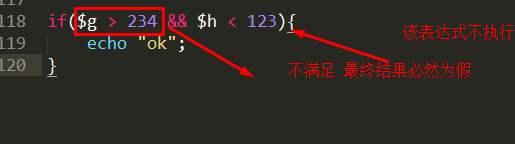 118 if($g > 234 && $h < 123){
119 echo "ok";
120 }
该表达式不执行
不满足 最终结果必然为假